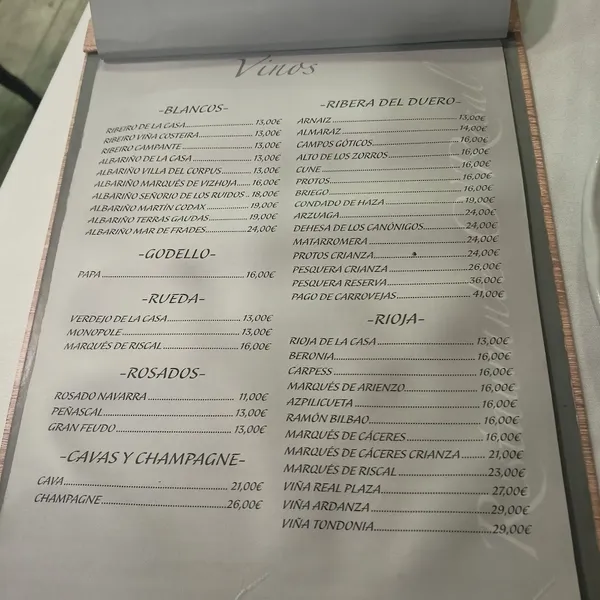 Vinos
-BLANCOS-
RIBEIRO DE LA CASA 13,00€
RIBEIRO VIÑA COSTEIRA 13,00€
RIBEIRO CAMPANTE 13,00€
ALBARIÑO DE LA CASA 13,00€
ALBARIÑO VILLA DEL CORPUS 13,00€
ALBARIÑO MARQUÉS DE VIZHOJA 16,00€
ALBARIÑO SEÑORIO DE LOS RUIDOS 18,00€
ALBARIÑO MARTÍN CODAX 19,00€
ALBARIÑO TERRAS GAUDAS 19,00€
ALBARIÑO MAR DE FRADES 24,00€
-GODELLO-
PAPA 16,00€
-RUEDA-
VERDEJO DE LA CASA 13,00€
MONOPOLE 13,00€
MARQUÉS DE RISCAL 16,00€
-ROSADOS-
ROSADO NAVARRA 11,00€
PEÑASCAL 13,00€
GRAN FEUDO 13,00€
-CAVAS Y CHAMPAGNE-
CAVA 21,00€
CHAMPAGNE 26,00€
-RIBERA DEL DUERO-
ARNAIZ 13,00€
ALMARAZ 14,00€
CAMPOS GÓTICOS 16,00€
ALTO DE LOS ZORROS 16,00€
CUNE 16,00€
PROTOS 16,00€
BRIEGO 16,00€
CONDADO DE HAZA 19,00€
ARZUAGA 24,00€
DEHESA DE LOS CANÓNIGOS 24,00€
MATARROMERA 24,00€
PROTOS CRIANZA 24,00€
PESQUERA CRIANZA 26,00€
PESQUERA RESERVA 36,00€
PAGO DE CARROVEJAS 41,00€
-RIOJA-
RIOJA DE LA CASA 13,00€
BERONIA 16,00€
CARPESS 16,00€
MARQUÉS DE ARIENZO 16,00€
AZPILICUETA 16,00€
RAMÓN BILBAO 16,00€
MARQUÉS DE CÁCERES 16,00€
MARQUÉS DE CÁCERES CRIANZA 21,00€
MARQUÉS DE RISCAL 23,00€
VIÑA REAL PLAZA 27,00€
VIÑA ARDANZA 29,00€
VIÑA TONDONIA 29,00€